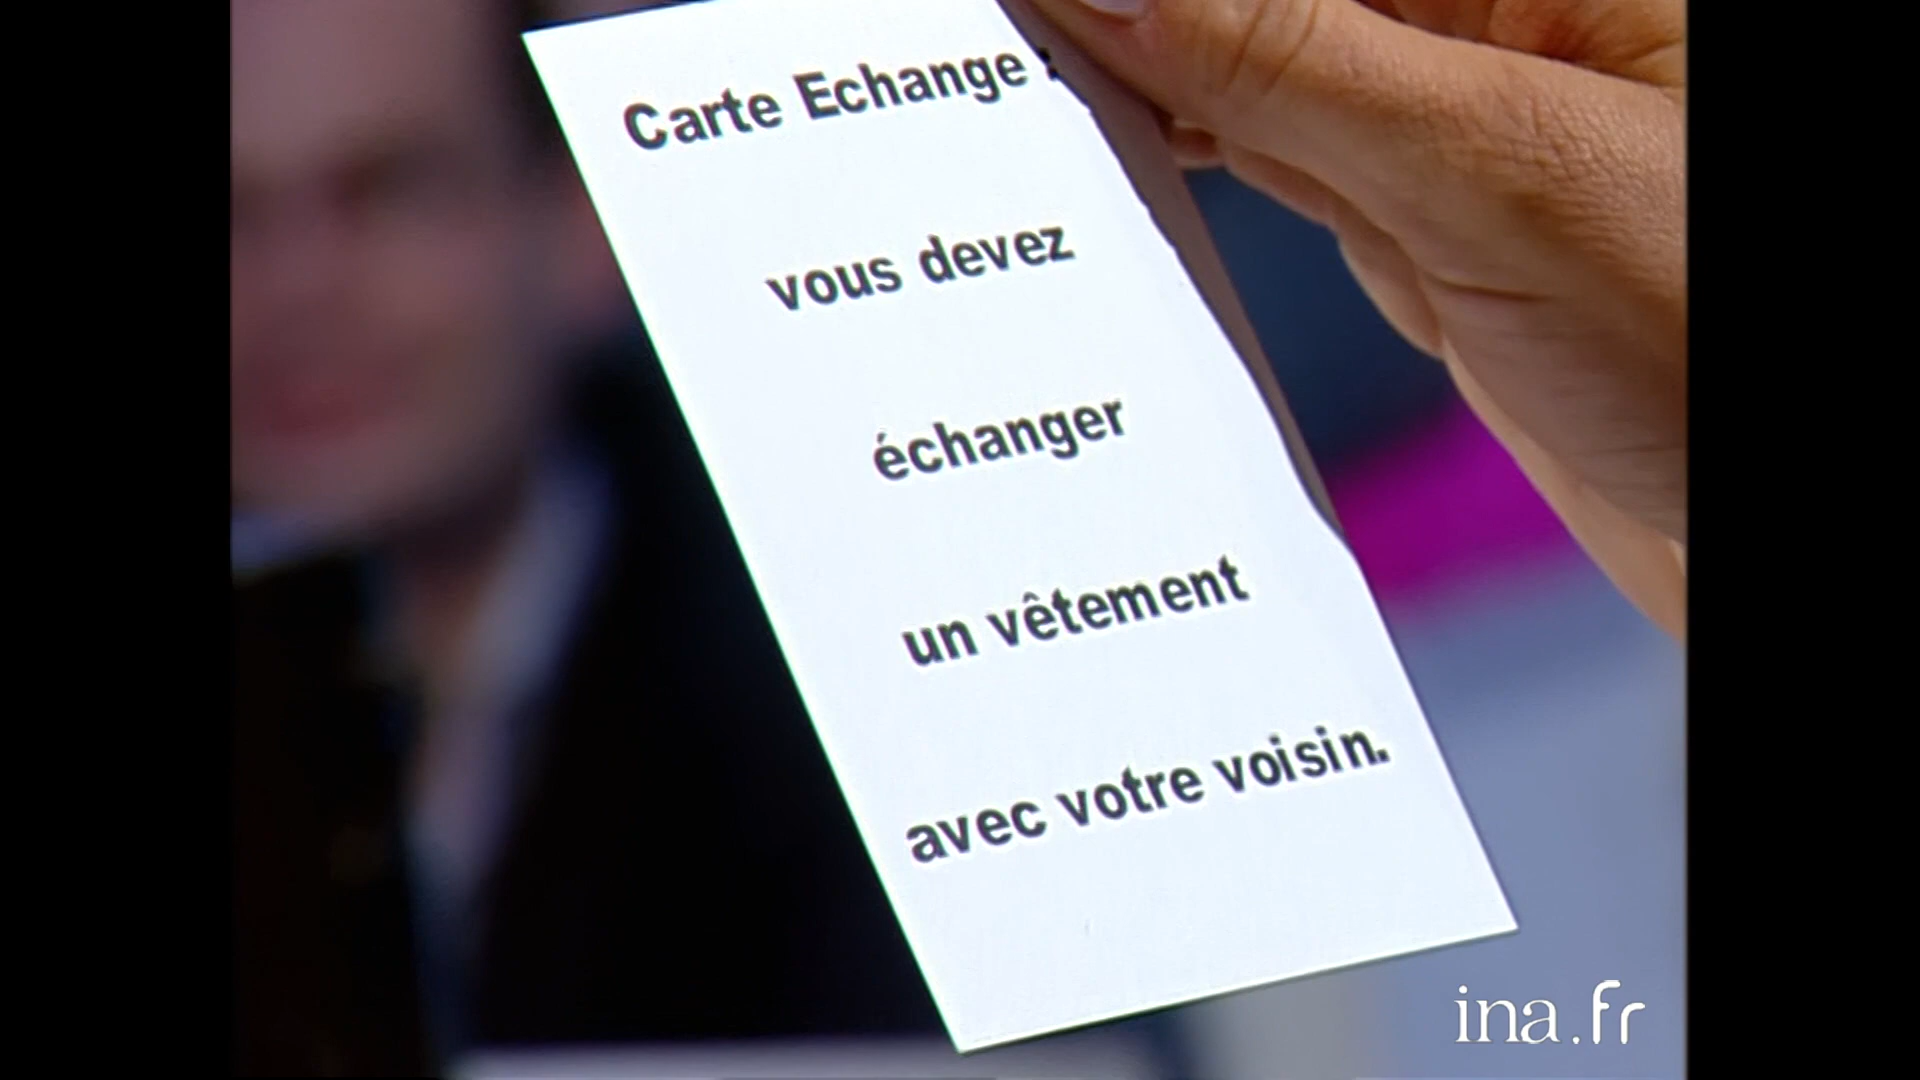 Carte Echange :
vous devez
échanger
un vêtement
avec votre voisin.
ina.fr